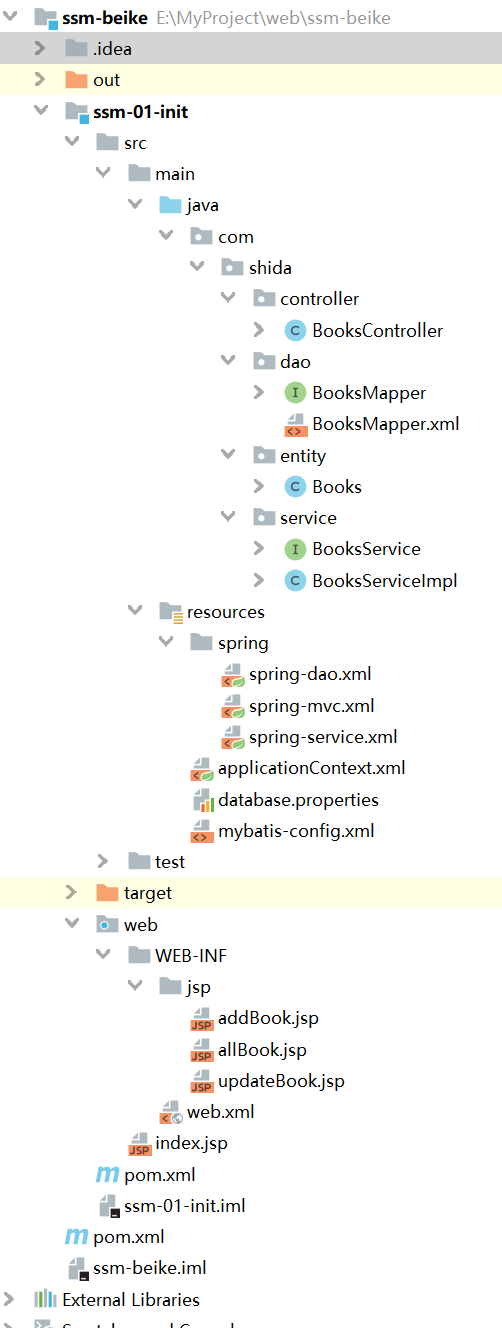 ssm-beike E:\MyProject\web\ssm-beike
.idea
out
ssm-01-init
src
main
java
com
shida
controller
C BooksController
dao
I BooksMapper
<> BooksMapper.xml
entity
C Books
service
I BooksService
C BooksServiceImpl
resources
spring
spring-dao.xml
spring-mvc.xml
spring-service.xml
applicationContext.xml
database.properties
<> mybatis-config.xml
test
target
web
WEB-INF
jsp
JSP addBook.jsp
JSP allBook.jsp
JSP updateBook.jsp
web.xml
JSP index.jsp
m pom.xml
ssm-01-init.iml
m pom.xml
ssm-beike.iml
External Libraries